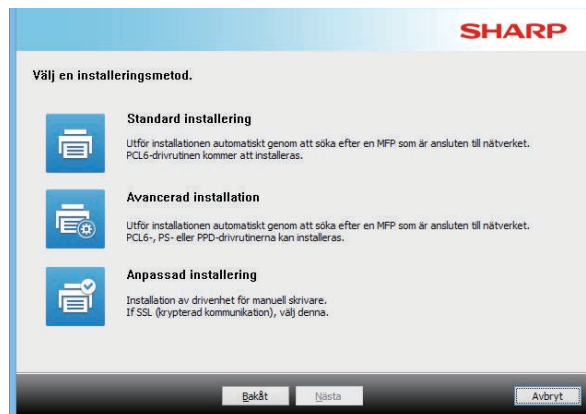 SHARP
Välj en installeringsmetod.
Standard installering
Utför installationen automatiskt genom att söka efter en MFP som är ansluten till nätverket.
PCL6-drivrutinen kommer att installeras.
Avancerad installation
Utför installationen automatiskt genom att söka efter en MFP som är ansluten till nätverket.
PCL6-, PS- eller PPD-drivrutinerna kan installeras.
Anpassad installering
Installation av drivenhet för manuell skrivare.
If SSL (krypterad kommunikation), välj denna.
Bakåt Nästa Avbryt